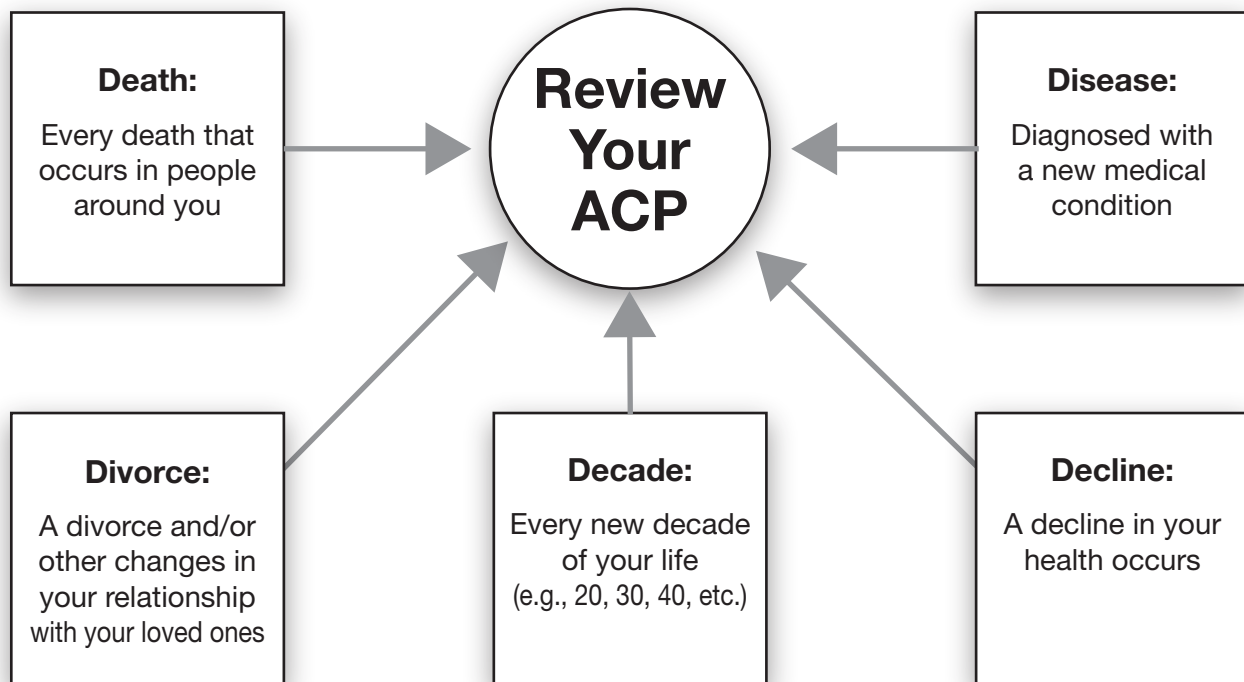 Death:
Every death that
occurs in people
around you
Review
Your
ACP
Disease:
Diagnosed with
a new medical
condition
Divorce:
A divorce and/or
other changes in
your relationship
with your loved ones
Decade:
Every new decade
of your life
(e.g., 20, 30, 40, etc.)
Decline:
A decline in your
health occurs